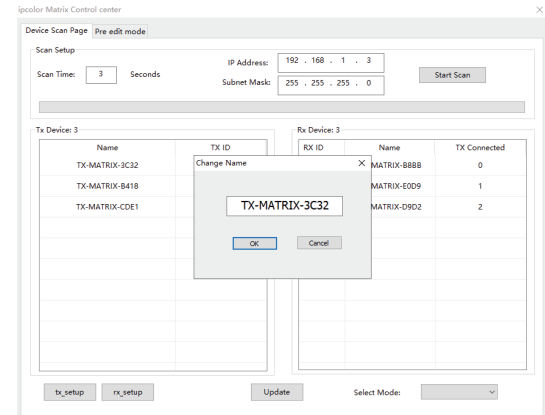 ipcolor Matrix Control center
Device Scan Page Pre edit mode
Scan Setup
Scan Time: 3 Seconds
IP Address: 192 . 168 . 1 . 3
Subnet Mask: 255 . 255 . 255 . 0
Start Scan
Tx Device: 3
Name TX ID
TX-MATRIX-3C32
TX-MATRIX-B418
TX-MATRIX-CDE1
Rx Device: 3
RX ID Name TX Connected
MATRIX-BBBB 0
MATRIX-E0D9 1
MATRIX-D9D2 2
Change Name
TX-MATRIX-3C32
OK Cancel
tx_setup rx_setup Update Select Mode: